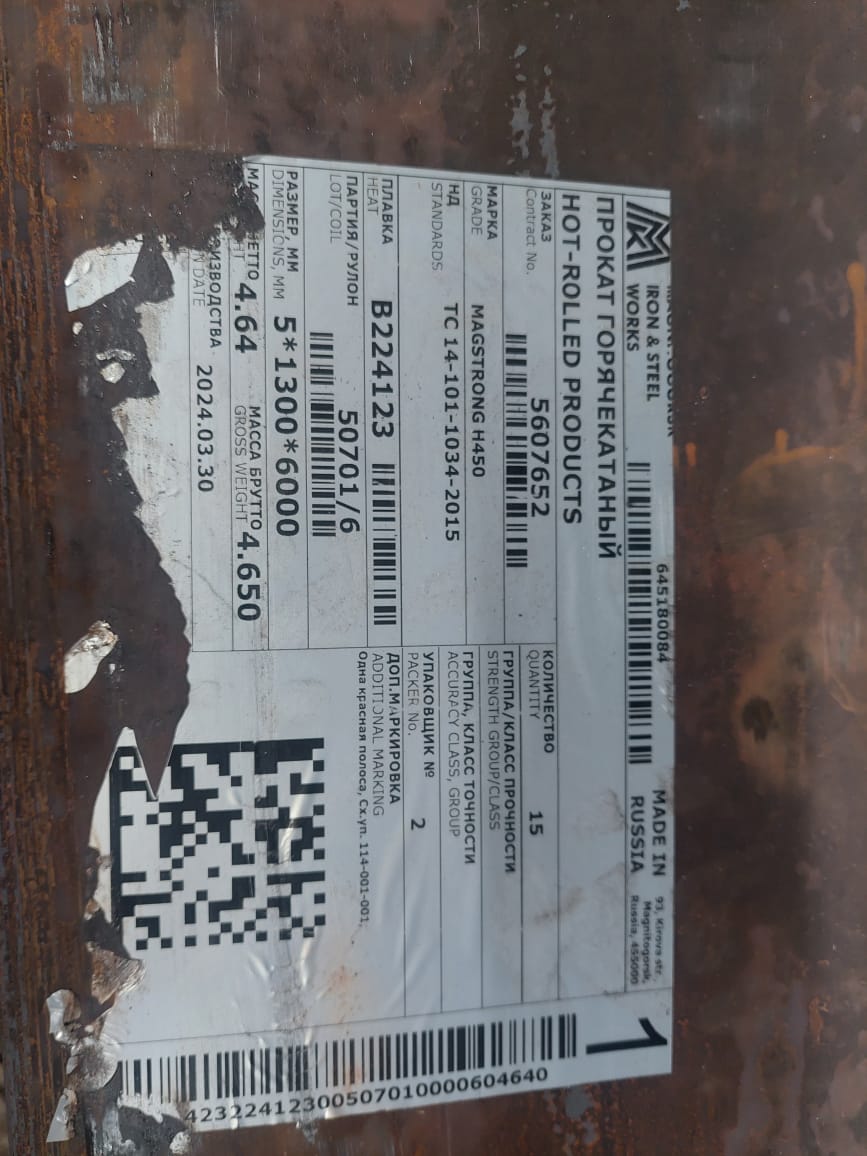 IRON & STEEL
WORKS
645180084
MADE IN
RUSSIA
93, Kirova str.,
Magnitogorsk,
Russia, 455000
1
ПРОКАТ ГОРЯЧЕКАТАНЫЙ
HOT-ROLLED PRODUCTS
ЗАКАЗ
Contract No.
5607652
КОЛИЧЕСТВО
QUANTITY
15
МАРКА
GRADE
MAGSTRONG H450
ГРУППА/КЛАСС ПРОЧНОСТИ
STRENGTH GROUP/CLASS
НД
STANDARDS
ТС 14-101-1034-2015
ГРУППА, КЛАСС ТОЧНОСТИ
ACCURACY CLASS, GROUP
УПАКОВЩИК №
PACKER No.
2
ПЛАВКА
HEAT
B224123
ДОП.МАРКИРОВКА
ADDITIONAL MARKING
Одна красная полоса, Сх.уп. 114-001-001,
ПАРТИЯ/РУЛОН
LOT/COIL
50701/6
РАЗМЕР, ММ
DIMENSIONS, MM
5*1300*6000
4.64
МАССА БРУТТО
GROSS WEIGHT
4.650
DATE
2024.03.30
42322412300507010000604640